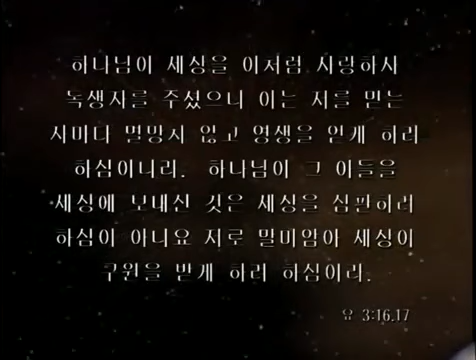 하나님이 세상을 이처럼 사랑하사
독생자를 주셨으니 이는 저를 믿는
자마다 멸망치 않고 영생을 얻게 하려
하심이니라. 하나님이 그 아들을
세상에 보내신 것은 세상을 심판하려
하심이 아니요 저로 말미암아 세상이
구원을 받게 하려 하심이라.
요 3:16.17